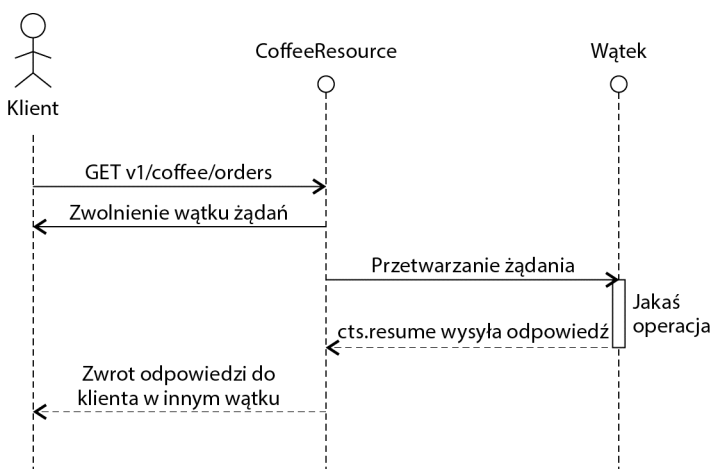 CoffeeResource
Wątek
Klient
GET v1/coffee/orders
Zwolnienie wątku żądań
Przetwarzanie żądania
Jakaś
operacja
cts.resume wysyła odpowiedź
Zwrot odpowiedzi do
klienta w innym wątku